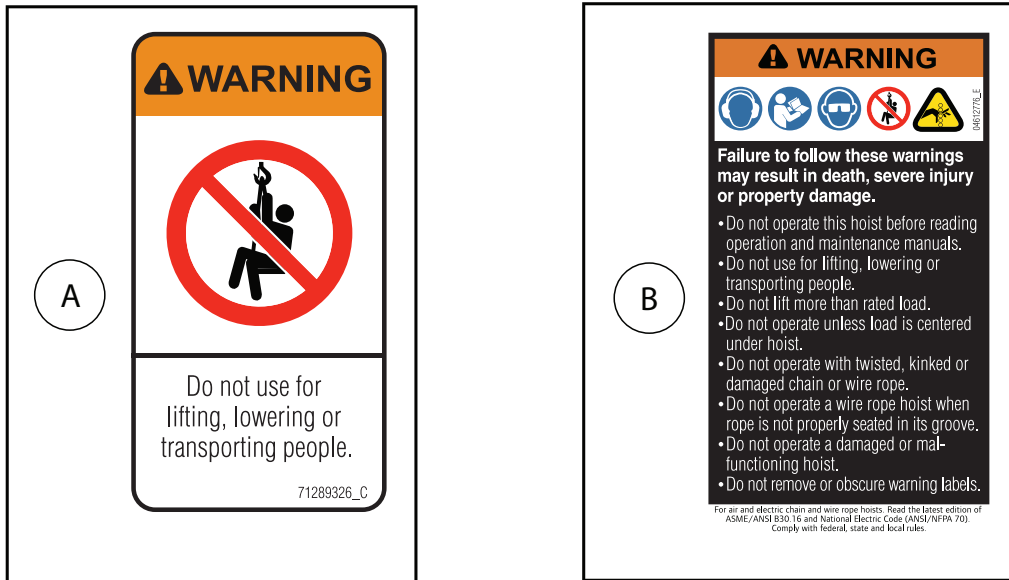 A
WARNING
Do not use for
lifting, lowering or
transporting people.
71289326_C
B
WARNING
04612776_E
Failure to follow these warnings
may result in death, severe injury
or property damage.
• Do not operate this hoist before reading
operation and maintenance manuals.
• Do not use for lifting, lowering or
transporting people.
• Do not lift more than rated load.
• Do not operate unless load is centered
under hoist.
• Do not operate with twisted, kinked or
damaged chain or wire rope.
• Do not operate a wire rope hoist when
rope is not properly seated in its groove.
• Do not operate a damaged or mal-
functioning hoist.
• Do not remove or obscure warning labels.
For air and electric chain and wire rope hoists. Read the latest edition of
ASME/ANSI B30.16 and National Electric Code (ANSI/NFPA 70).
Comply with federal, state and local rules.